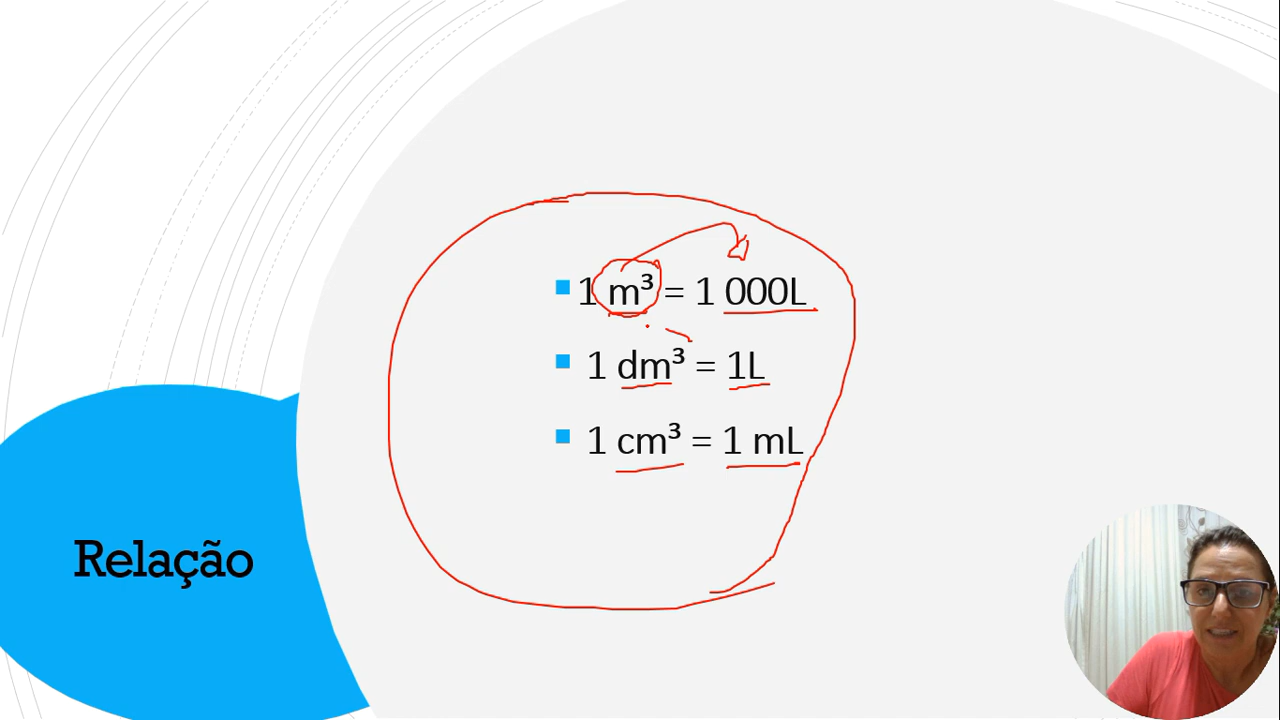 1 m³ = 1 000L
1 dm³ = 1L
1 cm³ = 1 mL
Relação